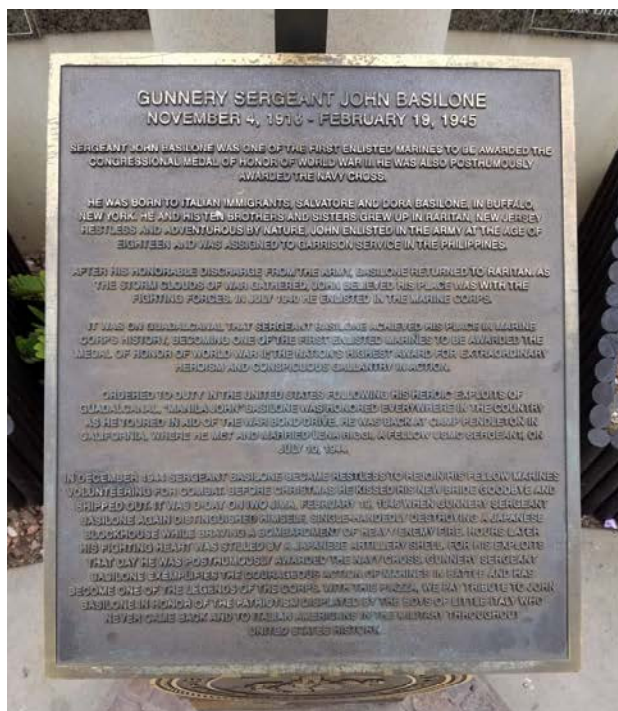 GUNNERY SERGEANT JOHN BASILONE
NOVEMBER 4, 1916 - FEBRUARY 19, 1945
SERGEANT JOHN BASILONE WAS ONE OF THE FIRST ENLISTED MARINES TO BE AWARDED THE
CONGRESSIONAL MEDAL OF HONOR OF WORLD WAR II. HE WAS ALSO POSTHUMOUSLY
AWARDED THE NAVY CROSS.
HE WAS BORN TO ITALIAN IMMIGRANTS, SALVATORE AND DORA BASILONE, IN BUFFALO,
NEW YORK. HE AND HIS TEN BROTHERS AND SISTERS GREW UP IN RARITAN, NEW JERSEY
RESTLESS AND ADVENTUROUS BY NATURE, JOHN ENLISTED IN THE ARMY AT THE AGE OF
EIGHTEEN AND WAS ASSIGNED TO GARRISON SERVICE IN THE PHILIPPINES.
AFTER HIS HONORABLE DISCHARGE FROM THE ARMY, BASILONE RETURNED TO RARITAN. AS
THE STORM CLOUDS OF WAR GATHERED, JOHN BELIEVED HIS PLACE WAS WITH THE
FIGHTING FORCES. IN JULY 1940 HE ENLISTED IN THE MARINE CORPS.
IT WAS ON GUADALCANAL THAT SERGEANT BASILONE ACHIEVED HIS PLACE IN MARINE
CORPS HISTORY, BECOMING ONE OF THE FIRST ENLISTED MARINES TO BE AWARDED THE
MEDAL OF HONOR OF WORLD WAR II, THE NATION'S HIGHEST AWARD FOR EXTRAORDINARY
HEROISM AND CONSPICUOUS GALLANTRY IN ACTION.
ORDERED TO DUTY IN THE UNITED STATES FOLLOWING HIS HEROIC EXPLOITS OF
GUADALCANAL, "MANILA JOHN" BASILONE WAS HONORED EVERYWHERE IN THE COUNTRY
AS HE TOURED IN AID OF THE WAR BOND DRIVE. HE WAS BACK AT CAMP PENDLETON IN
CALIFORNIA, WHERE HE MET AND MARRIED LENA RIGGI, A FELLOW USMC SERGEANT, ON
JULY 10, 1944.
IN DECEMBER 1944 SERGEANT BASILONE BECAME RESTLESS TO REJOIN HIS FELLOW MARINES
VOLUNTEERING FOR COMBAT. BEFORE CHRISTMAS HE KISSED HIS NEW BRIDE GOODBYE AND
SHIPPED OUT. IT WAS D-DAY ON IWO JIMA, FEBRUARY 19, 1945 WHEN GUNNERY SERGEANT
BASILONE AGAIN DISTINGUISHED HIMSELF, SINGLE-HANDEDLY DESTROYING A JAPANESE
BLOCKHOUSE WHILE BRAVING A BOMBARDMENT OF HEAVY ENEMY FIRE. HOURS LATER
HIS FIGHTING HEART WAS STILLED BY A JAPANESE ARTILLERY SHELL. FOR HIS EXPLOITS
THAT DAY HE WAS POSTHUMOUSLY AWARDED THE NAVY CROSS. GUNNERY SERGEANT
BASILONE EXEMPLIFIES THE COURAGEOUS ACTION OF MARINES IN BATTLE AND HAS
BECOME ONE OF THE LEGENDS OF THE CORPS. WITH THIS PIAZZA, WE PAY TRIBUTE TO JOHN
BASILONE IN HONOR OF THE PATRIOTISM DISPLAYED BY THE BOYS OF LITTLE ITALY WHO
NEVER CAME BACK AND TO ITALIAN AMERICANS IN THE MILITARY THROUGHOUT
UNITED STATES HISTORY.